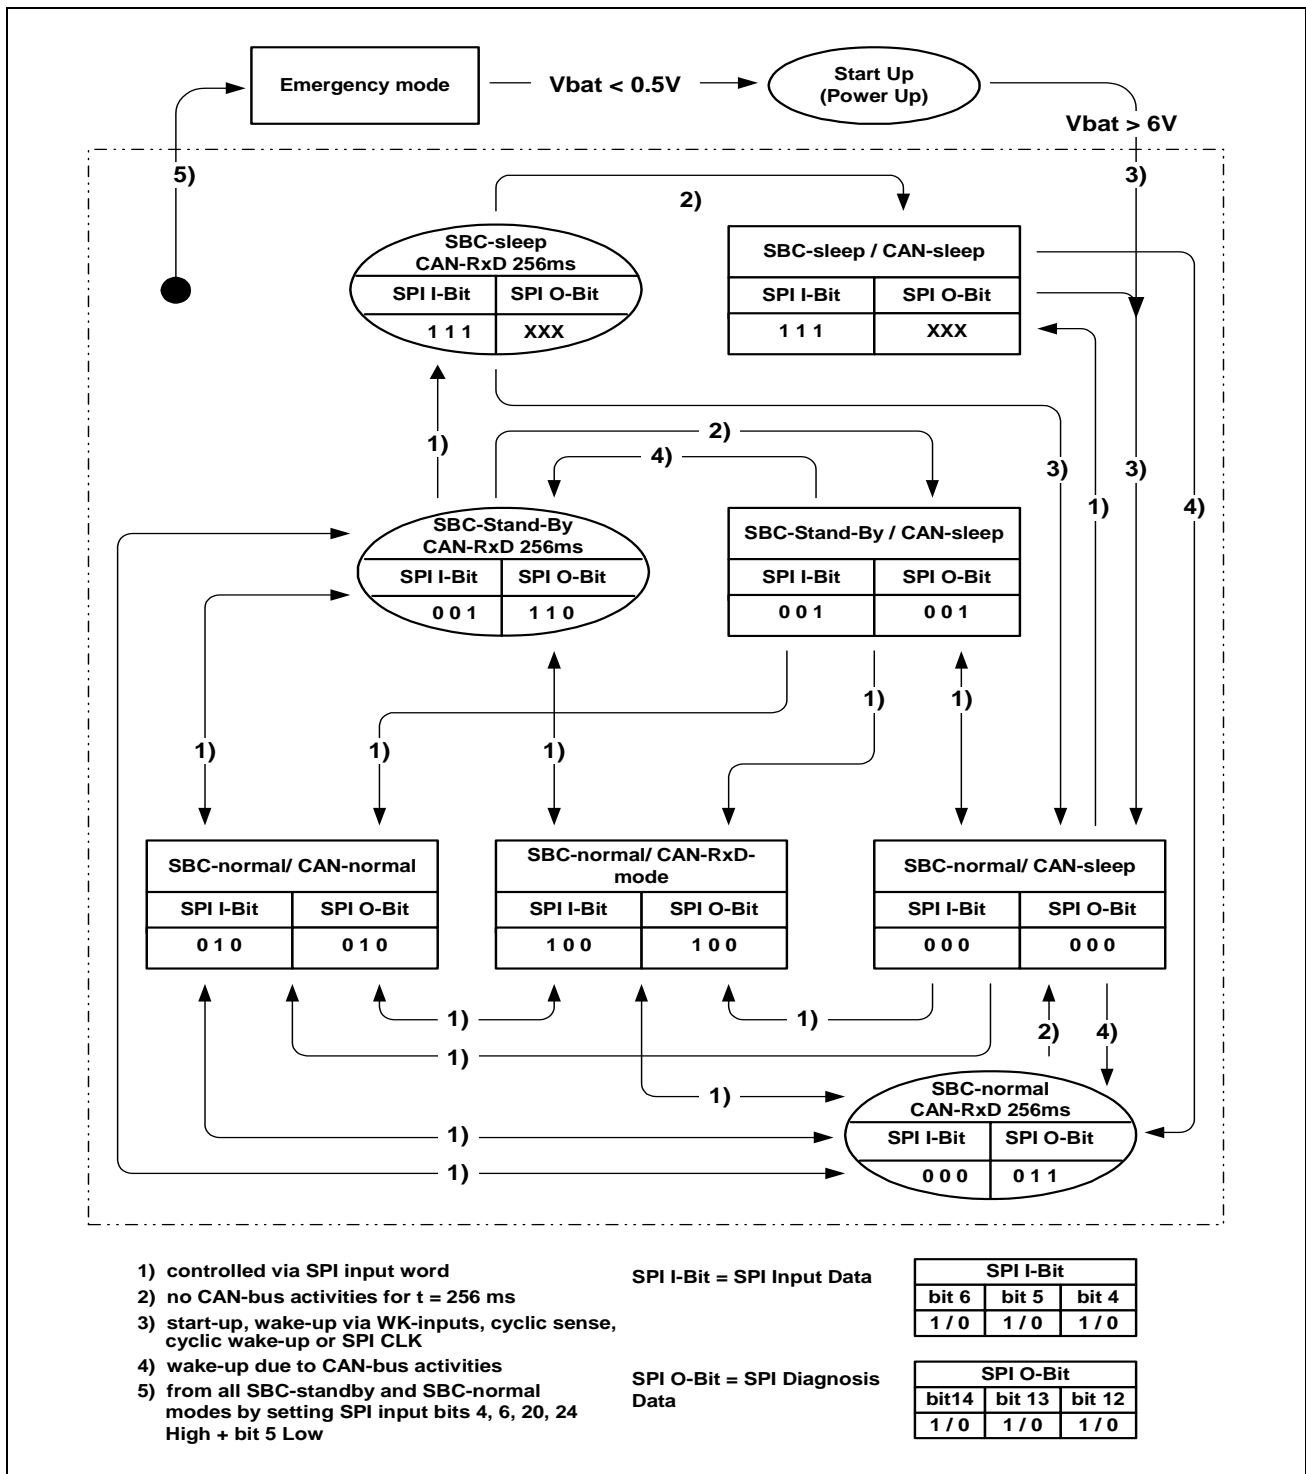 Emergency mode
Vbat < 0.5V
Start Up
(Power Up)
Vbat > 6V
5)
3)
2)
SBC-sleep
CAN-RxD 256ms
SPI I-Bit SPI O-Bit
1 1 1 XXX
SBC-sleep / CAN-sleep
SPI I-Bit SPI O-Bit
1 1 1 XXX
1)
2)
4)
3)
3)
1)
4)
SBC-Stand-By
CAN-RxD 256ms
SPI I-Bit SPI O-Bit
0 0 1 1 1 0
SBC-Stand-By / CAN-sleep
SPI I-Bit SPI O-Bit
0 0 1 0 0 1
1)
1)
1)
1)
1)
SBC-normal/ CAN-normal
SPI I-Bit SPI O-Bit
0 1 0 0 1 0
SBC-normal/ CAN-RxD-
mode
SPI I-Bit SPI O-Bit
1 0 0 1 0 0
SBC-normal/ CAN-sleep
SPI I-Bit SPI O-Bit
0 0 0 0 0 0
1)
1)
2)
4)
1)
1)
1)
1)
SBC-normal
CAN-RxD 256ms
SPI I-Bit SPI O-Bit
0 0 0 0 1 1
1) controlled via SPI input word
2) no CAN-bus activities for t = 256 ms
3) start-up, wake-up via WK-inputs, cyclic sense,
cyclic wake-up or SPI CLK
4) wake-up due to CAN-bus activities
5) from all SBC-standby and SBC-normal
modes by setting SPI input bits 4, 6, 20, 24
High + bit 5 Low
SPI I-Bit = SPI Input Data
SPI I-Bit
bit 6 bit 5 bit 4
1 / 0 1 / 0 1 / 0
SPI O-Bit = SPI Diagnosis
Data
SPI O-Bit
bit14 bit 13 bit 12
1 / 0 1 / 0 1 / 0